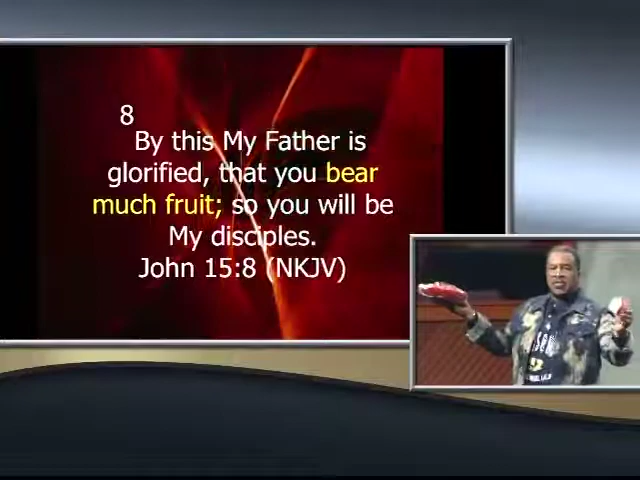 8
By this My Father is
glorified, that you bear
much fruit; so you will be
My disciples.
John 15:8 (NKJV)